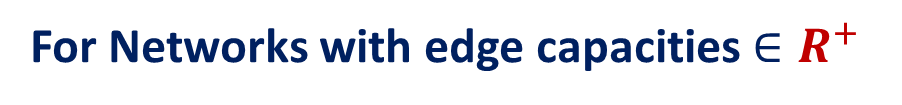 For Networks with edge capacities ∈ R⁺